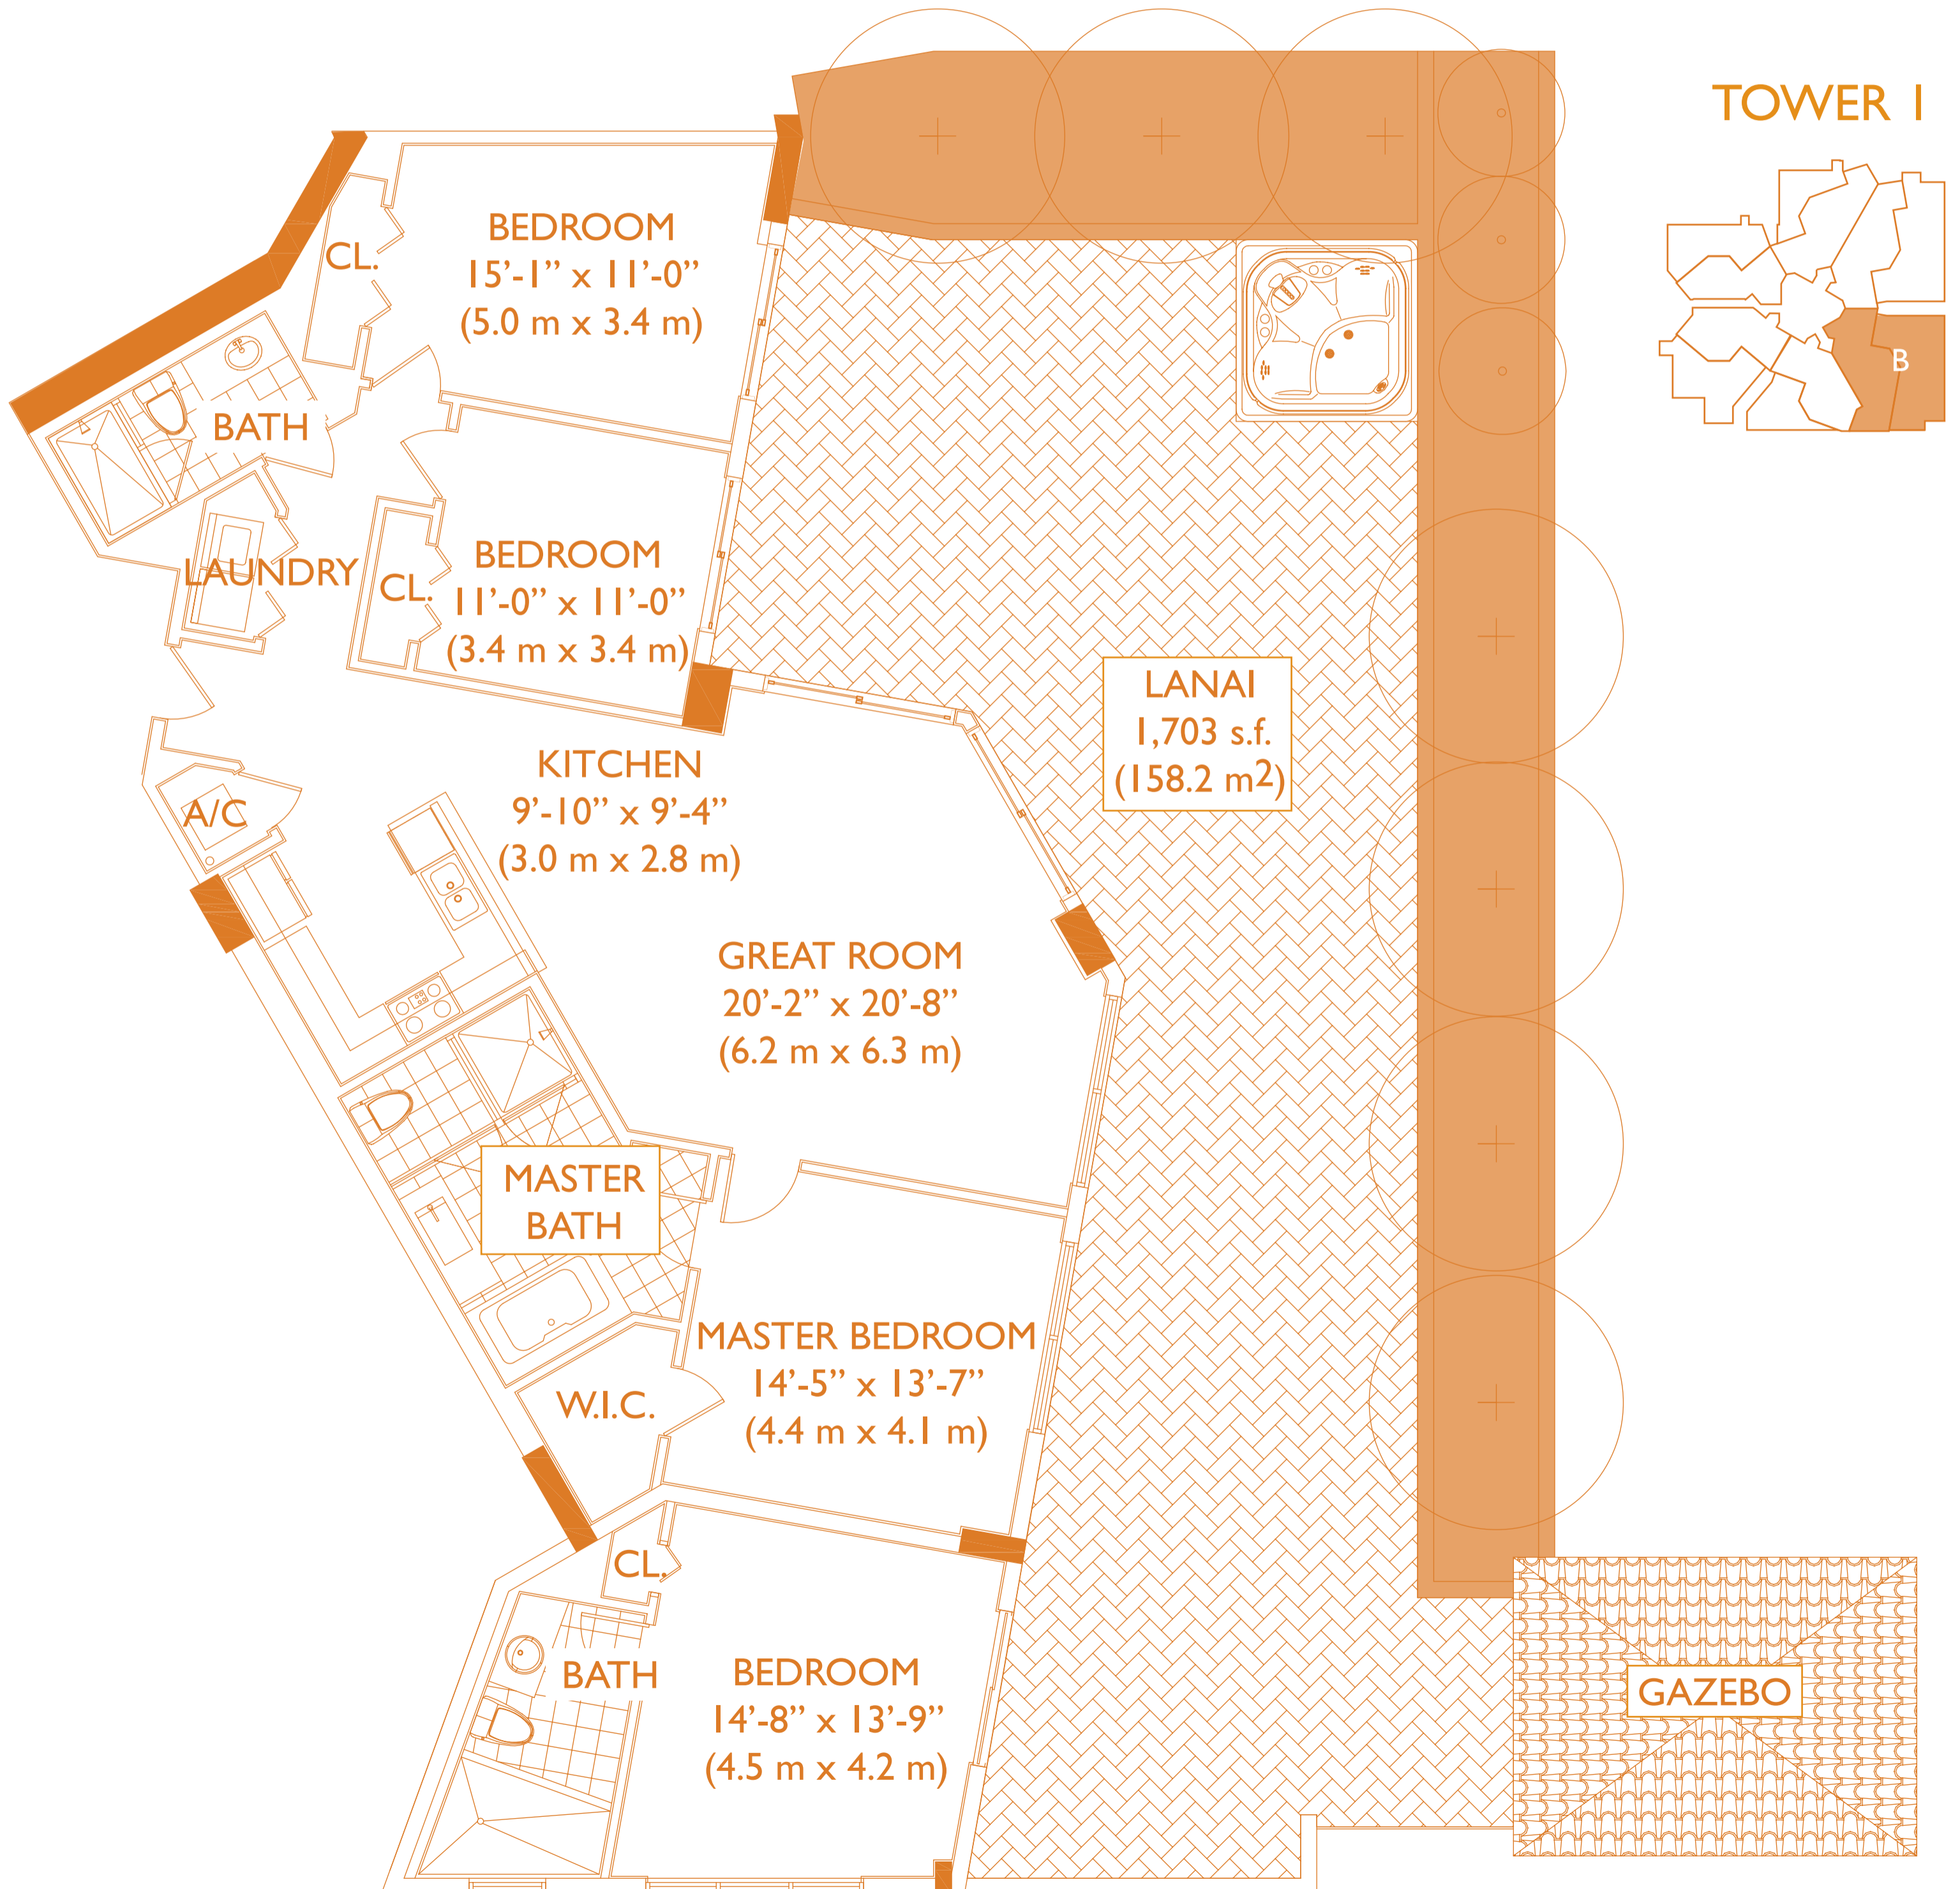 TOWER 1
B
BEDROOM
15’-1” x 11’-0”
(5.0 m x 3.4 m)
CL.
BATH
LAUNDRY
BEDROOM
11’-0” x 11’-0”
(3.4 m x 3.4 m)
CL.
LANAI
1,703 s.f.
(158.2 m2)
KITCHEN
9’-10” x 9’-4”
(3.0 m x 2.8 m)
A/C
GREAT ROOM
20’-2” x 20’-8”
(6.2 m x 6.3 m)
MASTER
BATH
MASTER BEDROOM
14’-5” x 13’-7”
(4.4 m x 4.1 m)
W.I.C.
CL.
BATH
BEDROOM
14’-8” x 13’-9”
(4.5 m x 4.2 m)
GAZEBO